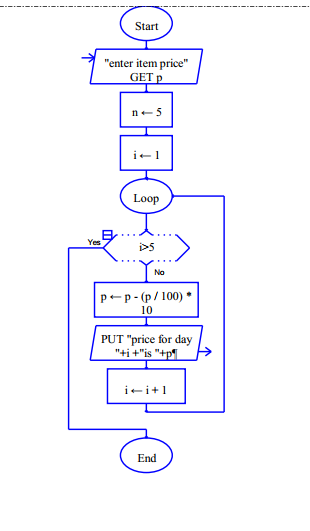 Start
"enter item price"
GET p
n ← 5
i ← 1
Loop
Yes
i>5
No
p ← p - (p / 100) *
10
PUT "price for day
"+i +"is "+p¶
i ← i + 1
End